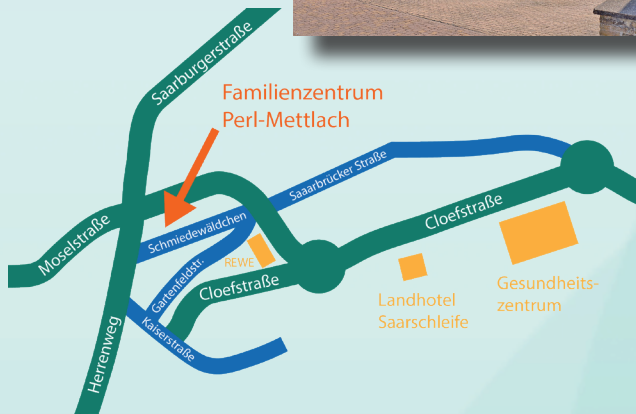 Saarburgerstraße
Familienzentrum
Perl-Mettlach
Saaarbrücker Straße
Moselstraße
Schmiedewäldchen
Cloefstraße
REWE
Gartenfeldstr.
Cloefstraße
Landhotel
Saarschleife
Gesundheits-
zentrum
Kaiserstraße
Herrenweg